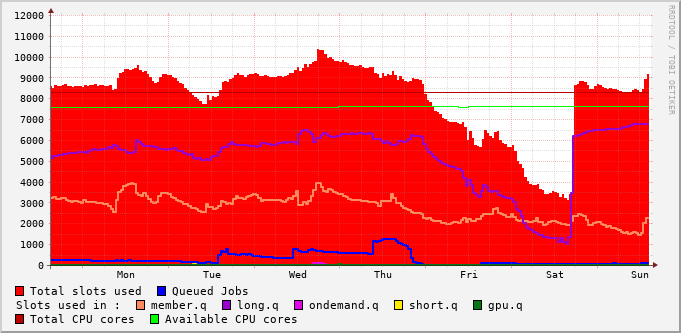 RRDTOOL / TOBI OETIKER
12000
11000
10000
9000
8000
7000
6000
5000
4000
3000
2000
1000
0
Mon Tue Wed Thu Fri Sat Sun
Total slots used Queued Jobs
Slots used in : member.q long.q ondemand.q short.q gpu.q
Total CPU cores Available CPU cores